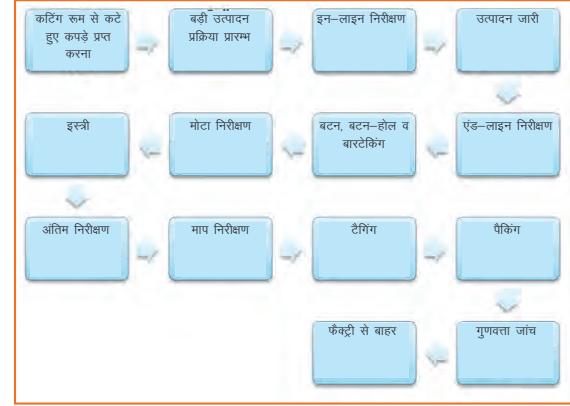 कटिंग रूम से कटे
हुए कपड़े प्राप्त
करना
बड़ी उत्पादन
प्रक्रिया प्रारम्भ
इन–लाइन निरीक्षण
उत्पादन जारी
एंड–लाइन निरीक्षण
बटन, बटन–होल व
बारटेकिंग
मोटा निरीक्षण
इस्त्री
अंतिम निरीक्षण
माप निरीक्षण
टैगिंग
पैकिंग
गुणवत्ता जांच
फैक्ट्री से बाहर